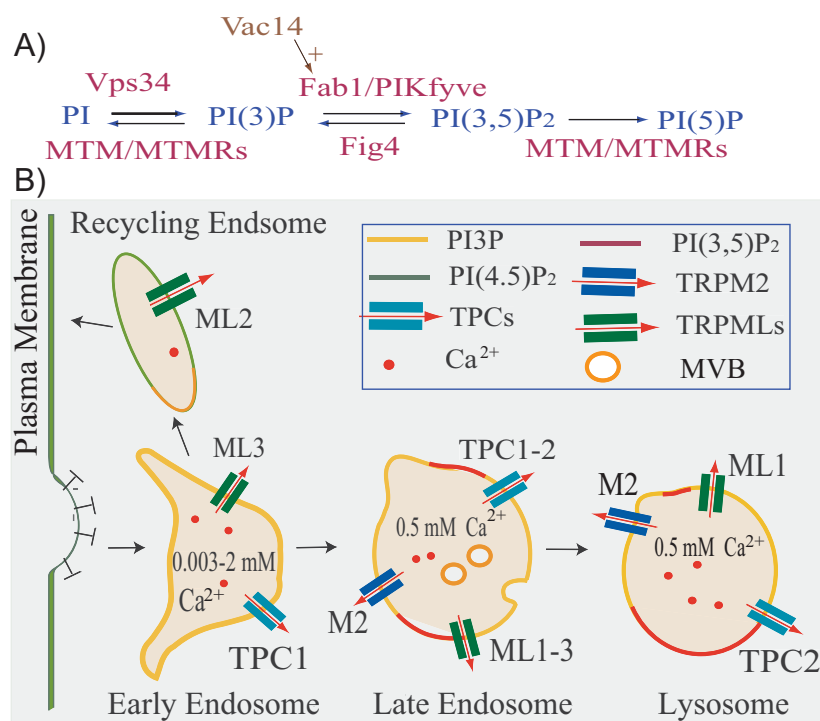 A)
Vac14
+
Vps34
Fab1/PIKfyve
PI
PI(3)P
PI(3,5)P2
PI(5)P
MTM/MTMRs
Fig4
MTM/MTMRs
B)
Plasma Membrane
Recycling Endsome
ML2
PI3P
PI(3,5)P2
PI(4.5)P2
TRPM2
TPCs
TRPMLs
Ca2+
MVB
ML3
0.003-2 mM
Ca2+
TPC1
Early Endosome
TPC1-2
0.5 mM Ca2+
M2
ML1-3
Late Endosome
ML1
M2
0.5 mM Ca2+
TPC2
Lysosome